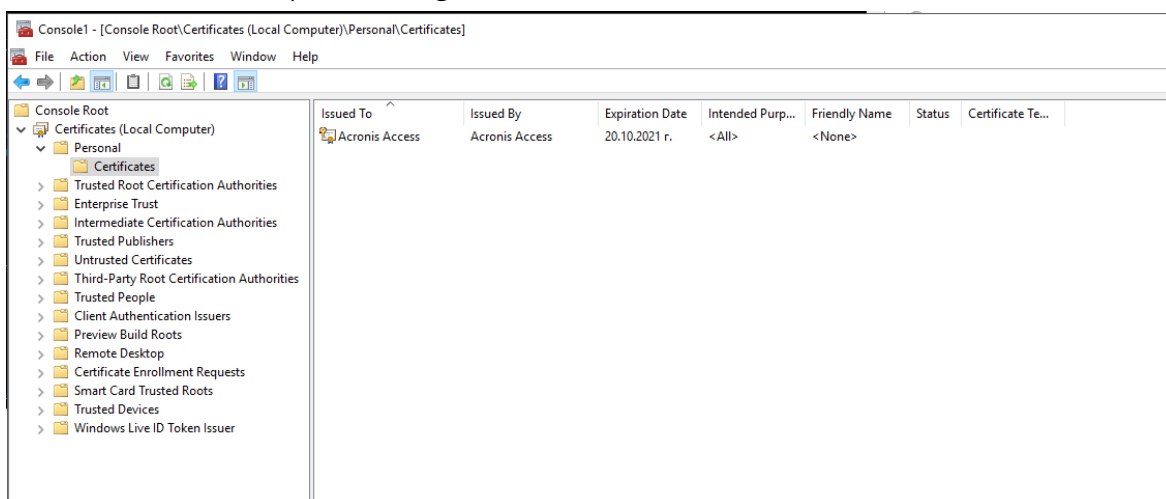 Console1 - [Console Root\Certificates (Local Computer)\Personal\Certificates]
File Action View Favorites Window Help
Console Root
Certificates (Local Computer)
Personal
Certificates
Trusted Root Certification Authorities
Enterprise Trust
Intermediate Certification Authorities
Trusted Publishers
Untrusted Certificates
Third-Party Root Certification Authorities
Trusted People
Client Authentication Issuers
Preview Build Roots
Remote Desktop
Certificate Enrollment Requests
Smart Card Trusted Roots
Trusted Devices
Windows Live ID Token Issuer
Issued To Issued By Expiration Date Intended Purp... Friendly Name Status Certificate Te...
Acronis Access Acronis Access 20.10.2021 г. <All> <None>